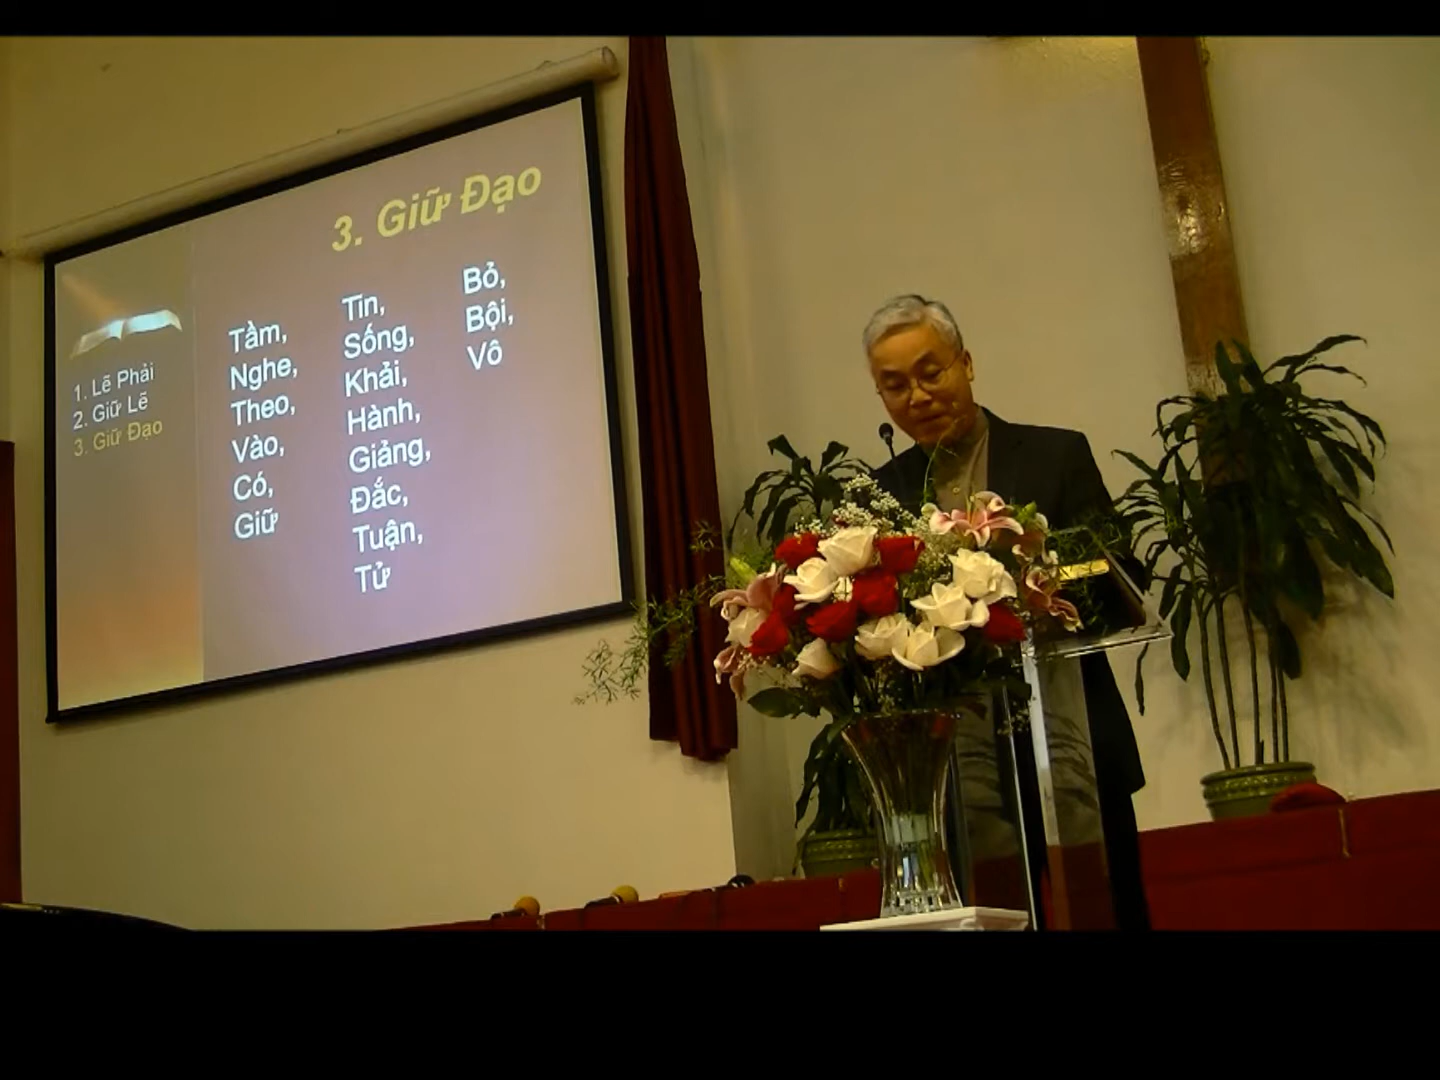 3. Giữ Đạo
1. Lẽ Phải
2. Giữ Lẽ
3. Giữ Đạo
Tầm,
Nghe,
Theo,
Vào,
Có,
Giữ
Tín,
Sống,
Khải,
Hành,
Giảng,
Đắc,
Tuận,
Tử
Bỏ,
Bội,
Vô